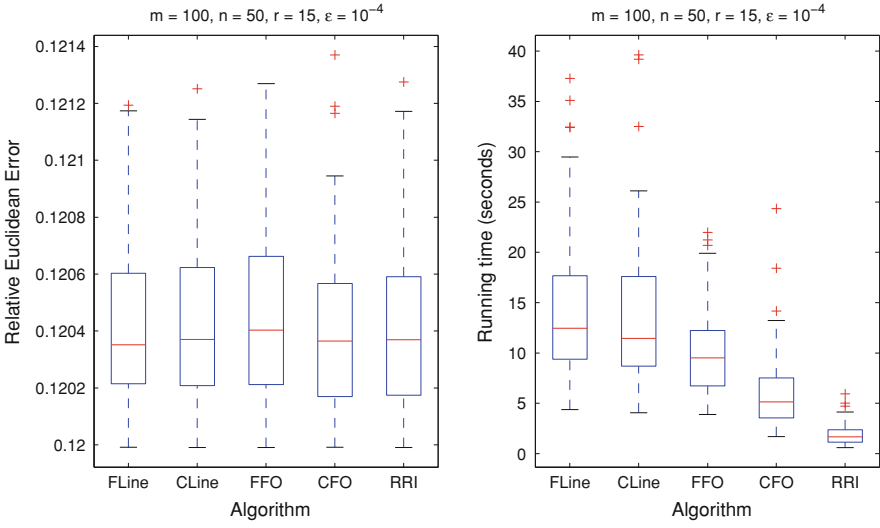 m = 100, n = 50, r = 15, ε = 10⁻⁴
Relative Euclidean Error
0.1214
0.1212
0.121
0.1208
0.1206
0.1204
0.1202
0.12
FLine CLine FFO CFO RRI
Algorithm
m = 100, n = 50, r = 15, ε = 10⁻⁴
Running time (seconds)
40
35
30
25
20
15
10
5
0
FLine CLine FFO CFO RRI
Algorithm